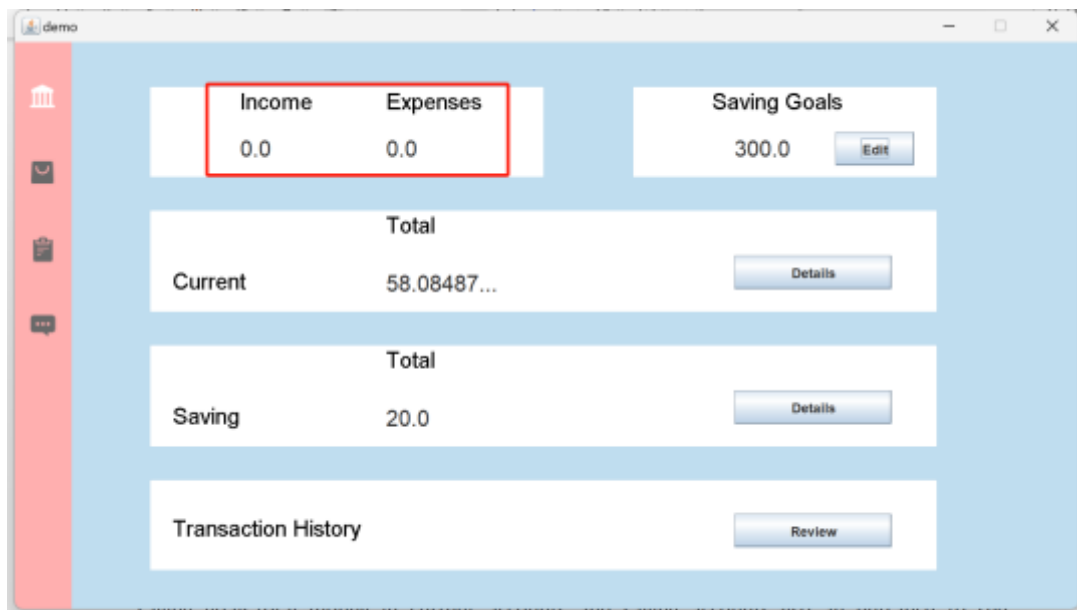 demo
Income Expenses Saving Goals
0.0 0.0 300.0 Edit
Total
Current 58.08487... Details
Total
Saving 20.0 Details
Transaction History Review